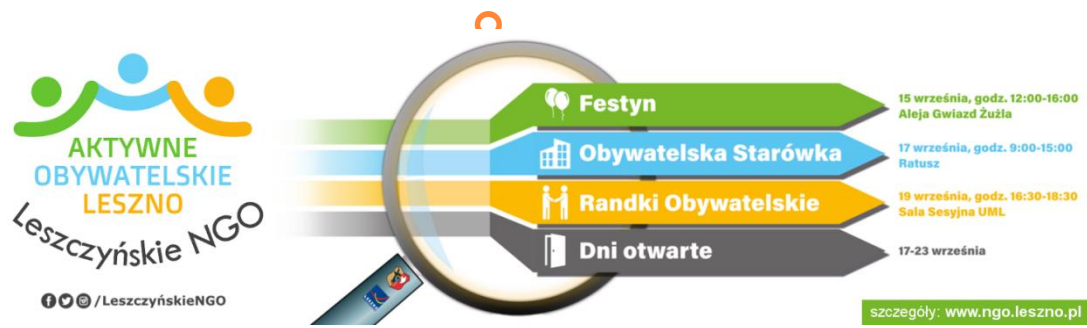 AKTYWNE
OBYWATELSKIE
LESZNO
Leszczyńskie NGO
/LeszczyńskieNGO
Festyn
15 września, godz. 12:00-16:00
Aleja Gwiazd Żużla
Obywatelska Starówka
17 września, godz. 9:00-15:00
Ratusz
Randki Obywatelskie
19 września, godz. 16:30-18:30
Sala Sesyjna UML
Dni otwarte
17-23 września
szczegóły: www.ngo.leszno.pl